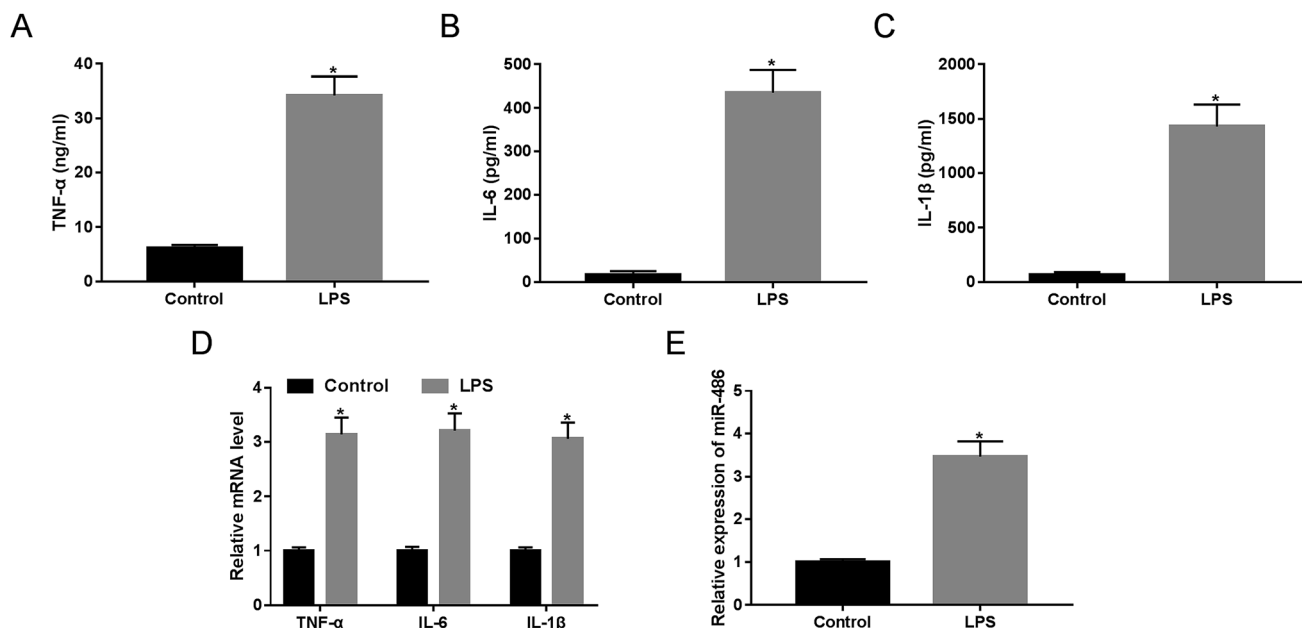 A
TNF-α (ng/ml)
40
30
20
10
0
*
Control
LPS
B
IL-6 (pg/ml)
500
400
300
200
100
0
*
Control
LPS
C
IL-1β (pg/ml)
2000
1500
1000
500
0
*
Control
LPS
D
Relative mRNA level
4
3
2
1
0
Control
LPS
*
*
*
TNF-α
IL-6
IL-1β
E
Relative expression of miR-486
5
4
3
2
1
0
*
Control
LPS